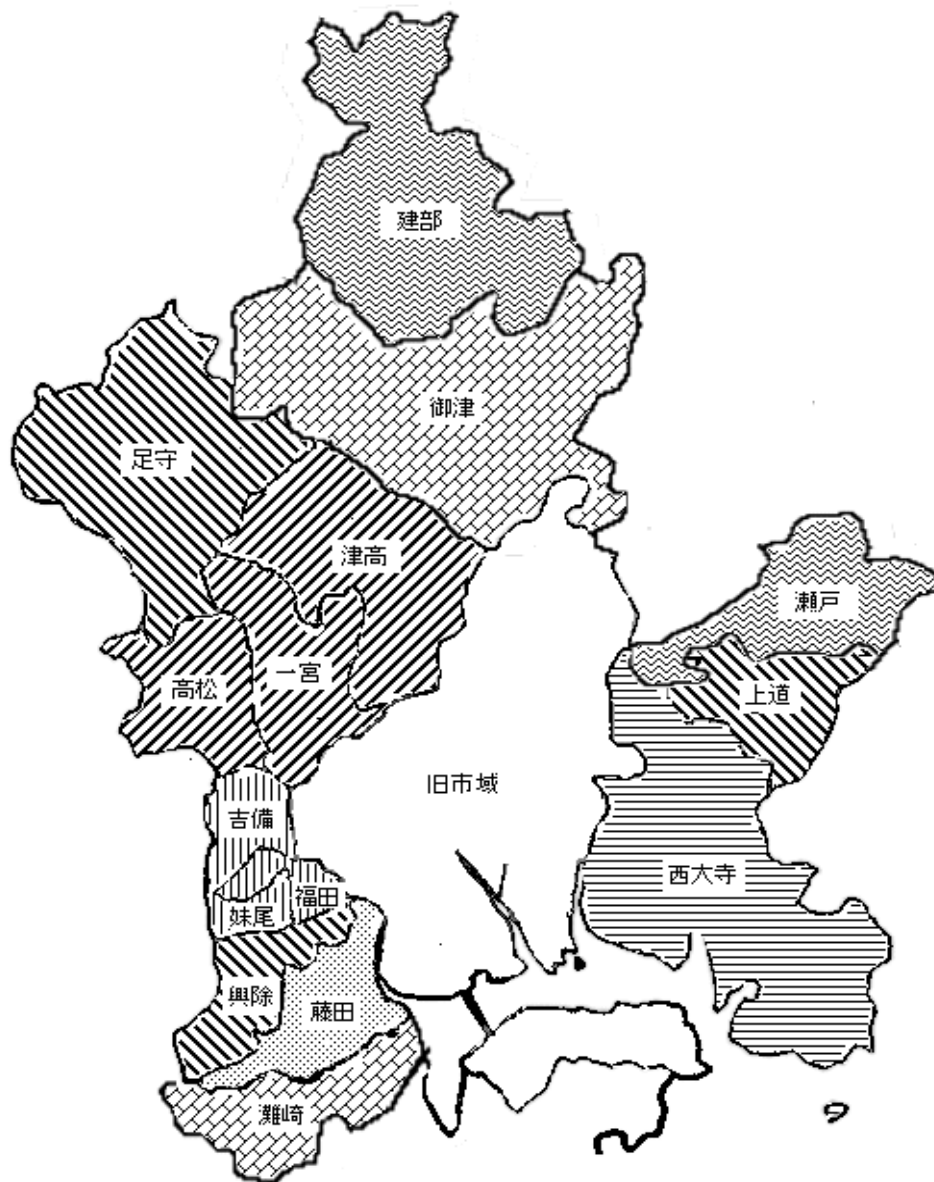 建部
御津
足守
津高
瀬戸
一宮
高松
上道
旧市域
吉備
西大寺
福田
妹尾
興除
藤田
灘崎